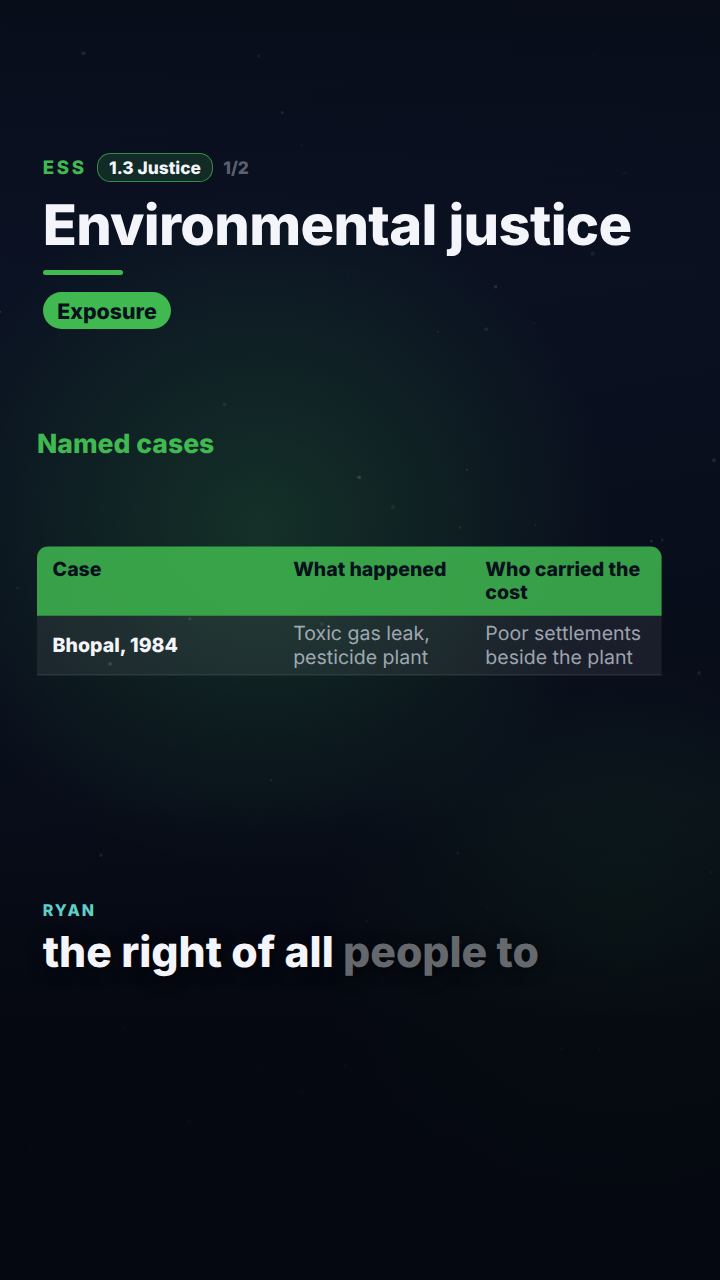 ESS 1.3 Justice 1/2
Environmental justice
Exposure
Named cases
Case What happened Who carried the cost
Bhopal, 1984 Toxic gas leak, pesticide plant Poor settlements beside the plant
RYAN
the right of all people to